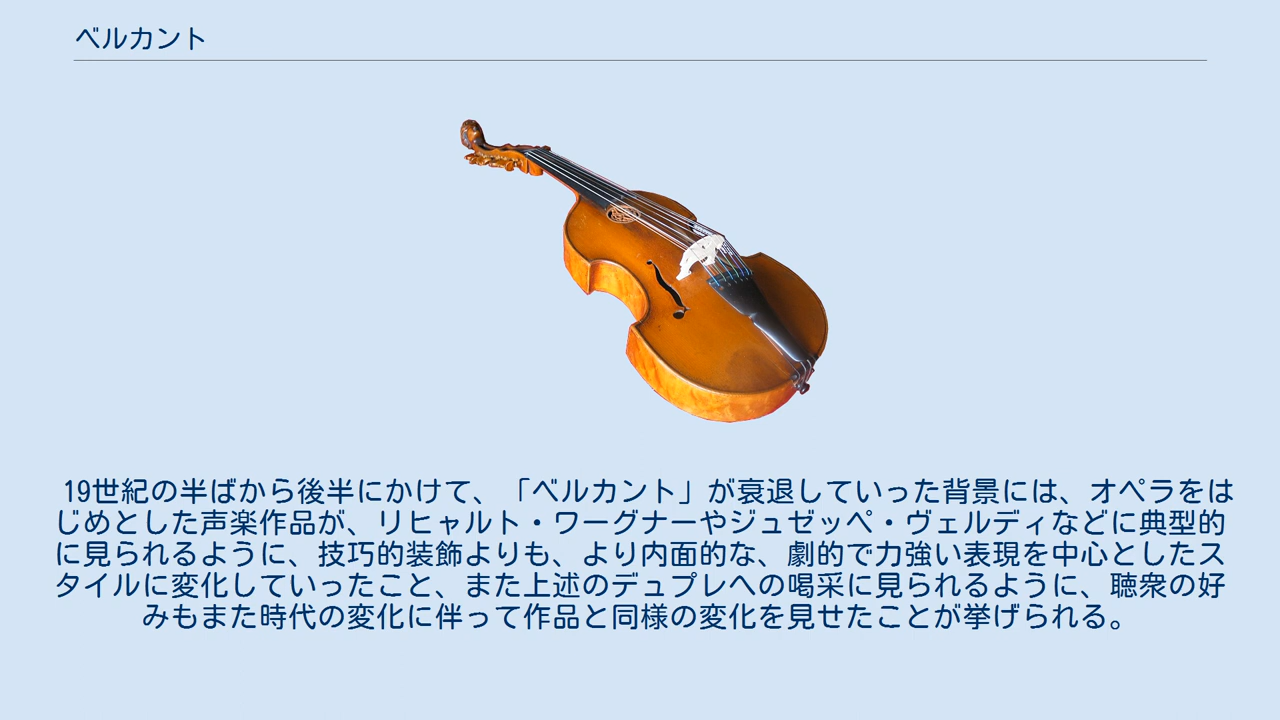 ベルカント
19世紀の半ばから後半にかけて、「ベルカント」が衰退していった背景には、オペラをは
じめとした声楽作品が、リヒャルト・ワーグナーやジュゼッペ・ヴェルディなどに典型的
に見られるように、技巧的装飾よりも、より内面的な、劇的で力強い表現を中心としたス
タイルに変化していったこと、また上述のデュプレへの喝采に見られるように、聴衆の好
みもまた時代の変化に伴って作品と同様の変化を見せたことが挙げられる。